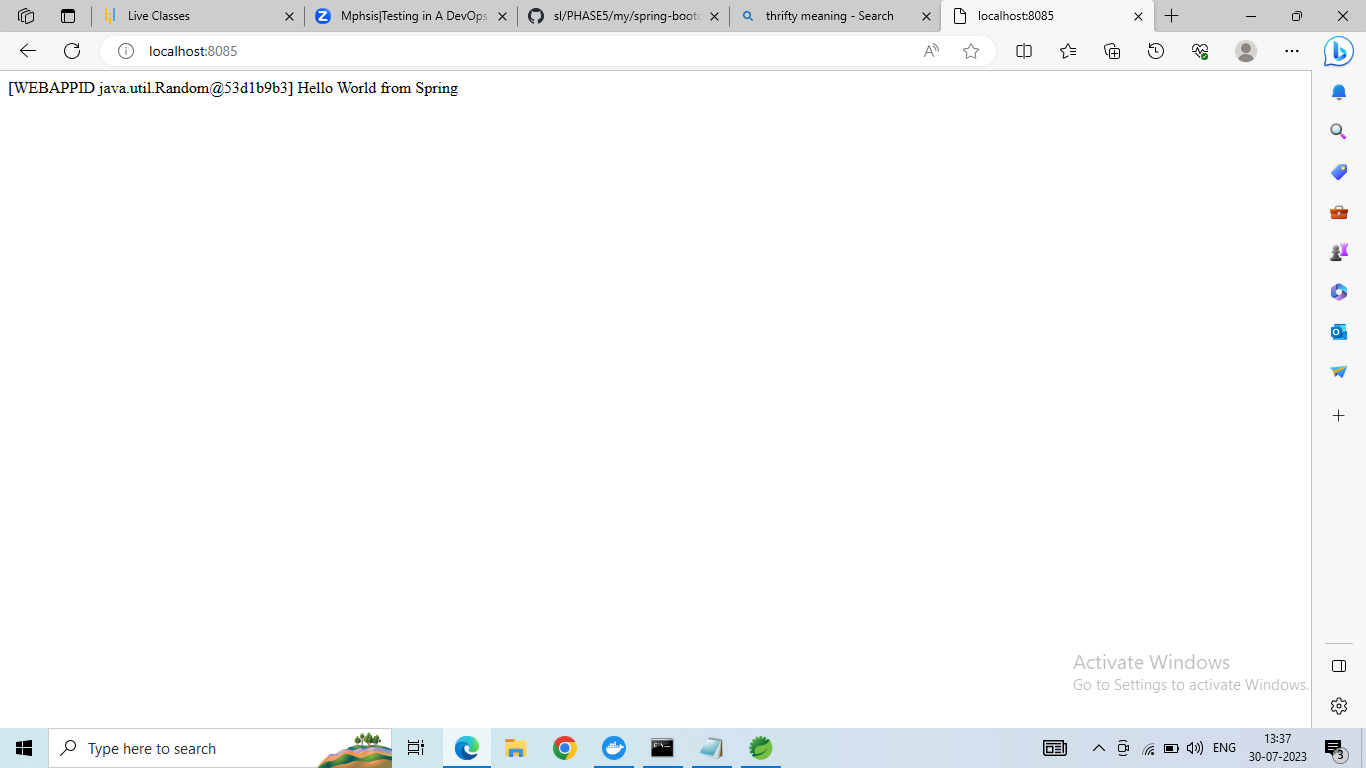 Live Classes
Mphsis|Testing in A DevOps
sl/PHASE5/my/spring-boot
thrifty meaning - Search
localhost:8085
localhost:8085
[WEBAPPID java.util.Random@53d1b9b3] Hello World from Spring
Activate Windows
Go to Settings to activate Windows.
Type here to search
ENG
13:37
30-07-2023
3